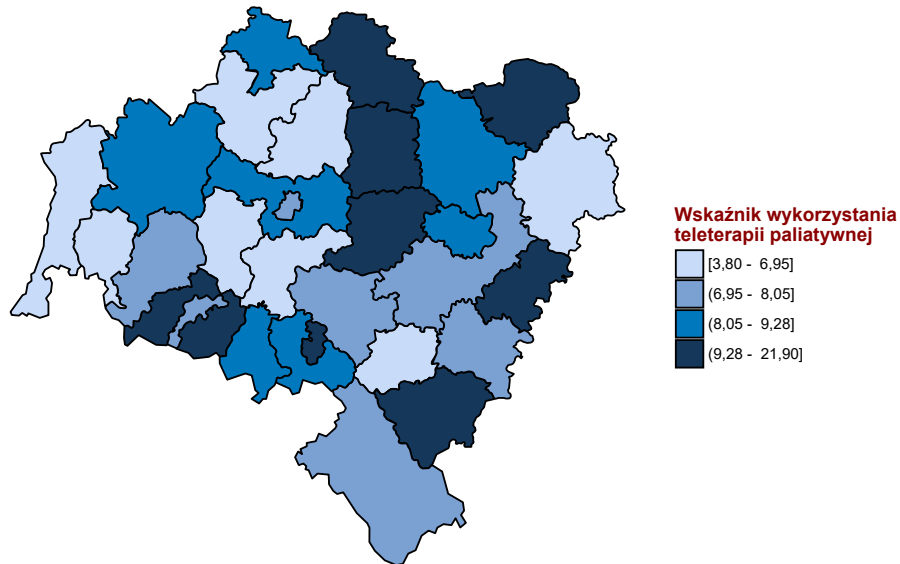 Wskaźnik wykorzystania
teleterapii paliatywnej
[3,80 - 6,95]
(6,95 - 8,05]
(8,05 - 9,28]
(9,28 - 21,90]